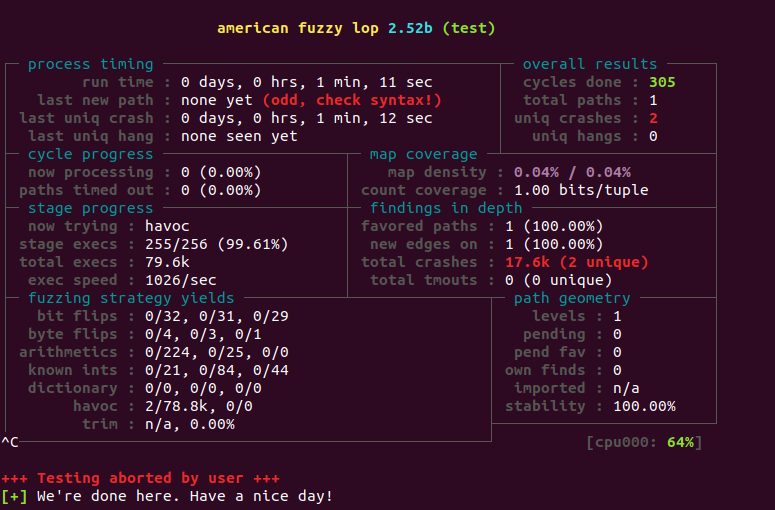 american fuzzy lop 2.52b (test)
process timing overall results
run time : 0 days, 0 hrs, 1 min, 11 sec cycles done : 305
last new path : none yet (odd, check syntax!) total paths : 1
last uniq crash : 0 days, 0 hrs, 1 min, 12 sec uniq crashes : 2
last uniq hang : none seen yet uniq hangs : 0
cycle progress map coverage
now processing : 0 (0.00%) map density : 0.04% / 0.04%
paths timed out : 0 (0.00%) count coverage : 1.00 bits/tuple
stage progress findings in depth
now trying : havoc favored paths : 1 (100.00%)
stage execs : 255/256 (99.61%) new edges on : 1 (100.00%)
total execs : 79.6k total crashes : 17.6k (2 unique)
exec speed : 1026/sec total tmouts : 0 (0 unique)
fuzzing strategy yields path geometry
bit flips : 0/32, 0/31, 0/29 levels : 1
byte flips : 0/4, 0/3, 0/1 pending : 0
arithmetics : 0/224, 0/25, 0/0 pend fav : 0
known ints : 0/21, 0/84, 0/44 own finds : 0
dictionary : 0/0, 0/0, 0/0 imported : n/a
havoc : 2/78.8k, 0/0 stability : 100.00%
trim : n/a, 0.00%
^C [cpu000: 64%]
+++ Testing aborted by user +++
[+] We're done here. Have a nice day!